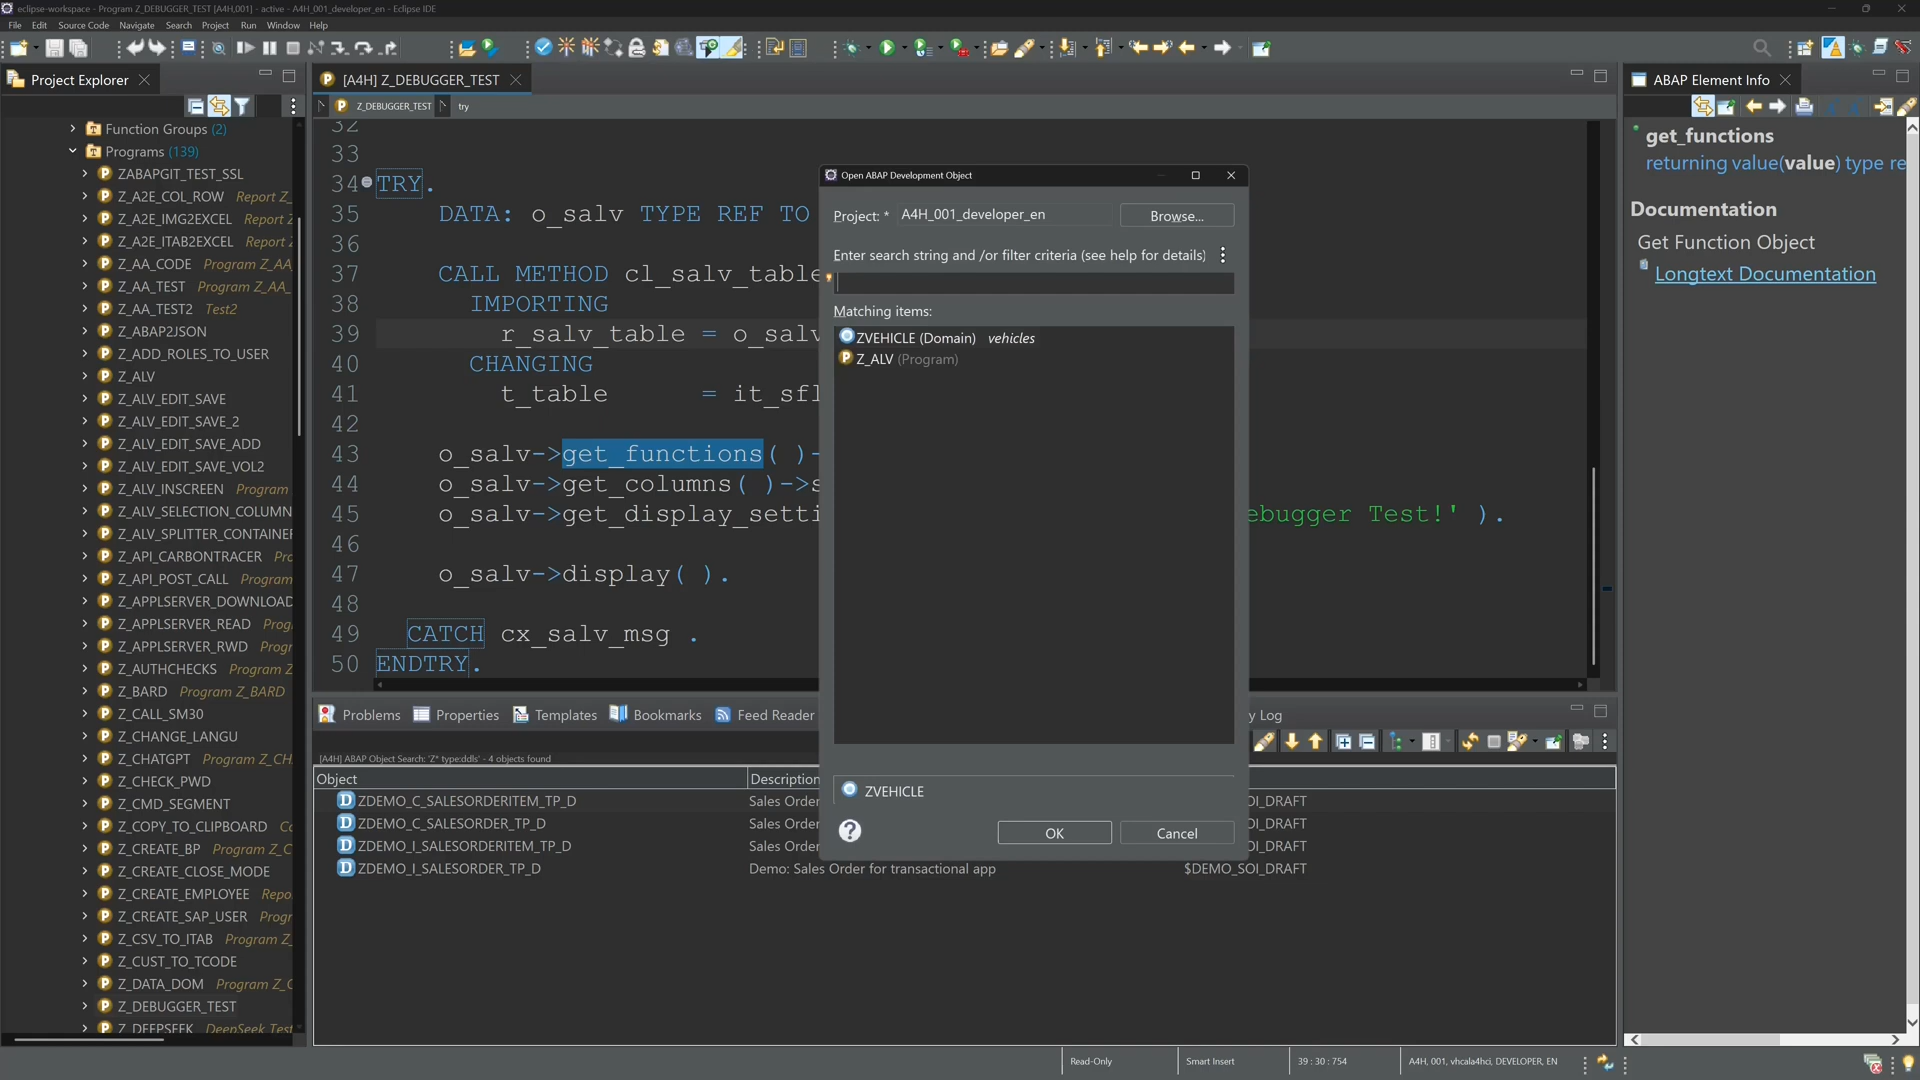 eclipse-workspace - Program Z_DEBUGGER_TEST [A4H,001] - active - A4H_001_developer_en - Eclipse IDE
File Edit Source Code Navigate Search Project Run Window Help
Project Explorer
Function Groups (2)
Programs (139)
ZABAPGIT_TEST_SSL
Z_A2E_COL_ROW Report Z_
Z_A2E_IMG2EXCEL Report Z
Z_A2E_ITAB2EXCEL Report
Z_AA_CODE Program Z_AA_
Z_AA_TEST Program Z_AA_
Z_AA_TEST2 Test2
Z_ABAP2JSON
Z_ADD_ROLES_TO_USER
Z_ALV
Z_ALV_EDIT_SAVE
Z_ALV_EDIT_SAVE_2
Z_ALV_EDIT_SAVE_ADD
Z_ALV_EDIT_SAVE_VOL2
Z_ALV_INSCREEN Program
Z_ALV_SELECTION_COLUMN
Z_ALV_SPLITTER_CONTAINER
Z_API_CARBONTRACER Pro
Z_API_POST_CALL Program
Z_APPLSERVER_DOWNLOAD
Z_APPLSERVER_READ Prog
Z_APPLSERVER_RWD Progr
Z_AUTHCHECKS Program Z
Z_BARD Program Z_BARD
Z_CALL_SM30
Z_CHANGE_LANGU
Z_CHATGPT Program Z_CH
Z_CHECK_PWD
Z_CMD_SEGMENT
Z_COPY_TO_CLIPBOARD Co
Z_CREATE_BP Program Z_C
Z_CREATE_CLOSE_MODE
Z_CREATE_EMPLOYEE Repo
Z_CREATE_SAP_USER Progr
Z_CSV_TO_ITAB Program Z_
Z_CUST_TO_TCODE
Z_DATA_DOM Program Z_
Z_DEBUGGER_TEST
Z_DEEPSEEK DeepSeek Test
[A4H] Z_DEBUGGER_TEST
Z_DEBUGGER_TEST try
32
33
34 TRY.
35 DATA: o_salv TYPE REF TO
36
37 CALL METHOD cl_salv_table
38 IMPORTING
39 r_salv_table = o_salv
40 CHANGING
41 t_table = it_sfl
42
43 o_salv->get_functions( )-
44 o_salv->get_columns( )->s
45 o_salv->get_display_setti ebugger Test!' ).
46
47 o_salv->display( ).
48
49 CATCH cx_salv_msg .
50 ENDTRY.
Open ABAP Development Object
Project: * A4H_001_developer_en Browse...
Enter search string and /or filter criteria (see help for details)
Matching items:
ZVEHICLE (Domain) vehicles
Z_ALV (Program)
ZVEHICLE
OK Cancel
Problems Properties Templates Bookmarks Feed Reader y Log
[A4H] ABAP Object Search: 'Z* type:ddls' - 4 objects found
Object Description
ZDEMO_C_SALESORDERITEM_TP_D Sales Order OI_DRAFT
ZDEMO_C_SALESORDER_TP_D Sales Order OI_DRAFT
ZDEMO_I_SALESORDERITEM_TP_D Sales Order OI_DRAFT
ZDEMO_I_SALESORDER_TP_D Demo: Sales Order for transactional app $DEMO_SOI_DRAFT
ABAP Element Info
get_functions
returning value(value) type re
Documentation
Get Function Object
Longtext Documentation
Read-Only Smart Insert 39 : 30 : 754 A4H, 001, vhcala4hci, DEVELOPER, EN